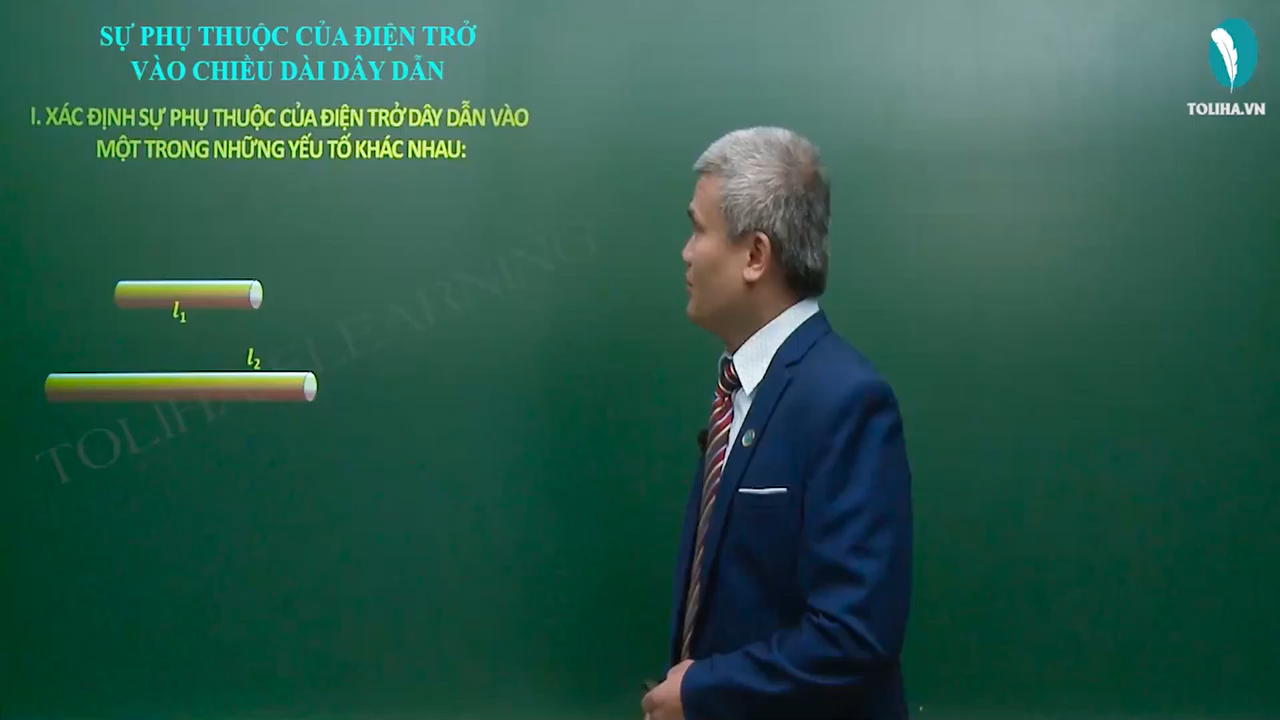 SỰ PHỤ THUỘC CỦA ĐIỆN TRỞ
VÀO CHIỀU DÀI DÂY DẪN
TOLIHA.VN
I. XÁC ĐỊNH SỰ PHỤ THUỘC CỦA ĐIỆN TRỞ DÂY DẪN VÀO
MỘT TRONG NHỮNG YẾU TỐ KHÁC NHAU:
l₁
l₂
TOLIHA ELEARNING